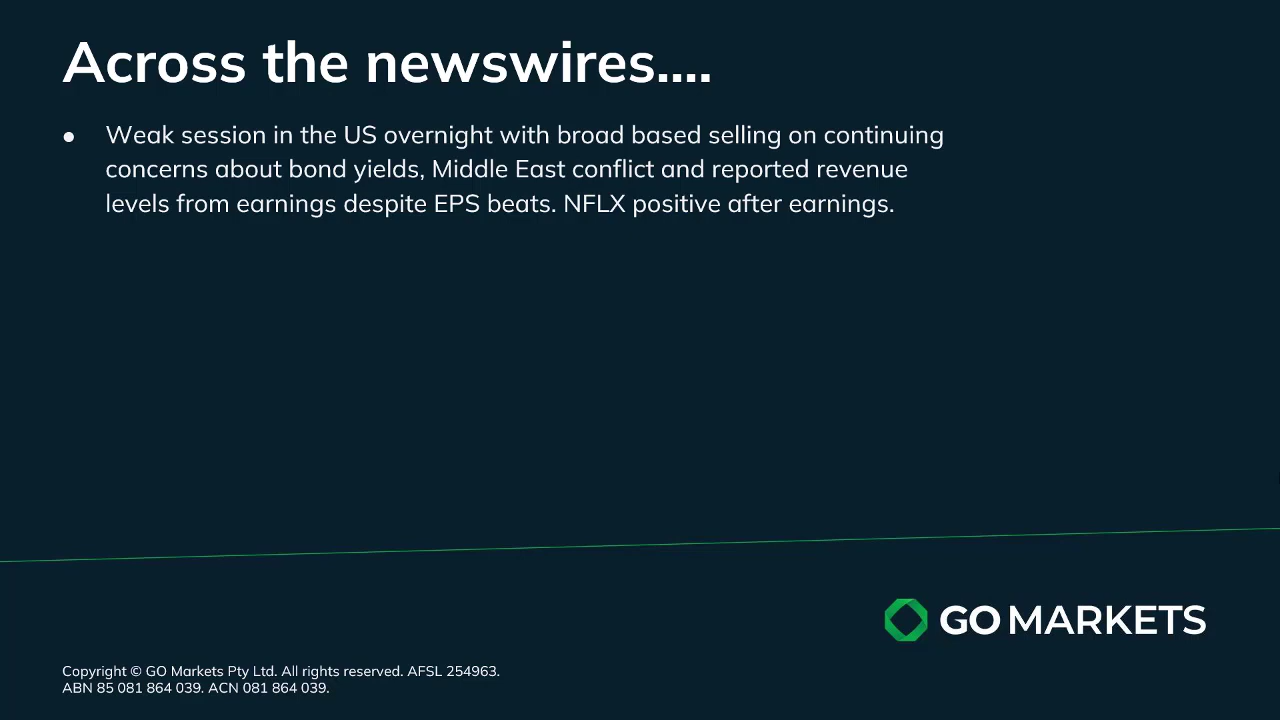 Across the newswires....
● Weak session in the US overnight with broad based selling on continuing
concerns about bond yields, Middle East conflict and reported revenue
levels from earnings despite EPS beats. NFLX positive after earnings.
GO MARKETS
Copyright © GO Markets Pty Ltd. All rights reserved. AFSL 254963.
ABN 85 081 864 039. ACN 081 864 039.